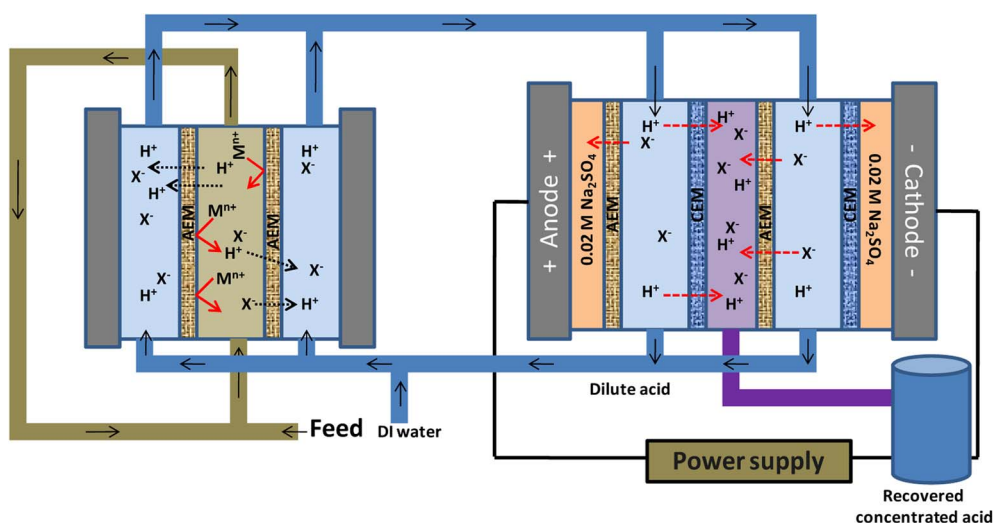 H⁺
X⁻
H⁺
X⁻
H⁺
X⁻
AEM
Mⁿ⁺
H⁺
Mⁿ⁺
X⁻
H⁺
Mⁿ⁺
X⁻
AEM
H⁺
X⁻
X⁻
H⁺
Feed
DI water
+ Anode +
0.02 M Na₂SO₄
AEM
H⁺
X⁻
X⁻
H⁺
CEM
H⁺
X⁻
H⁺
X⁻
H⁺
X⁻
H⁺
AEM
H⁺
X⁻
X⁻
H⁺
CEM
0.02 M Na₂SO₄
- Cathode -
Dilute acid
Power supply
Recovered
concentrated acid